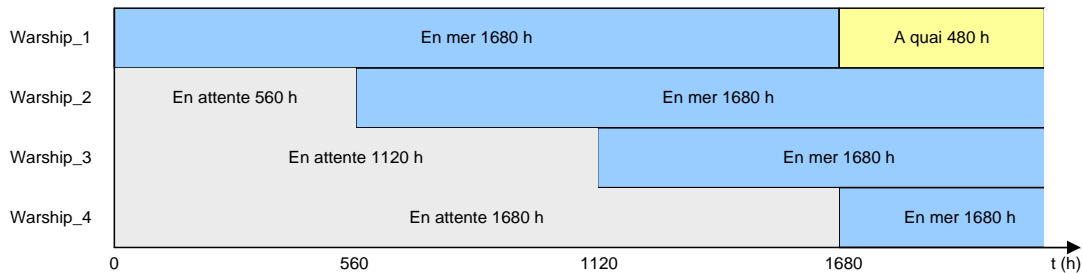 Warship_1 En mer 1680 h A quai 480 h
Warship_2 En attente 560 h En mer 1680 h
Warship_3 En attente 1120 h En mer 1680 h
Warship_4 En attente 1680 h En mer 1680 h
0 560 1120 1680 t (h)